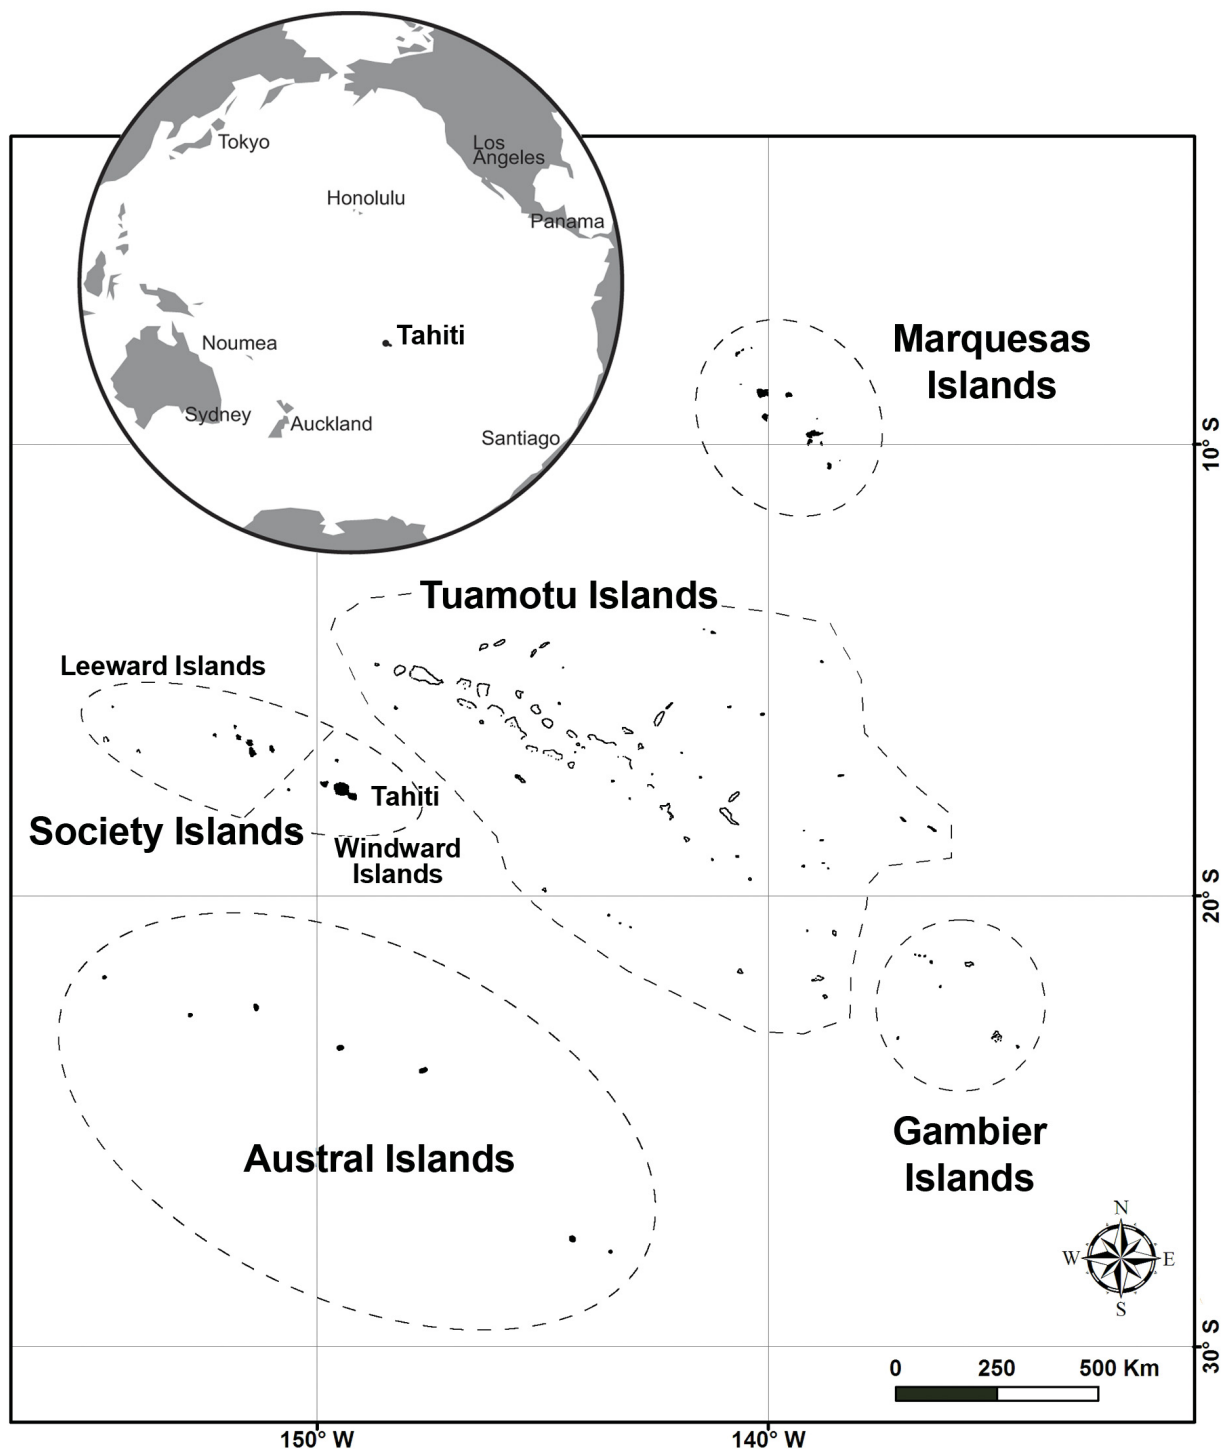 Tokyo
Los
Angeles
Honolulu
Panama
Noumea
Tahiti
Sydney
Auckland
Santiago
Marquesas
Islands
10° S
Tuamotu Islands
Leeward Islands
Tahiti
Society Islands
Windward
Islands
20° S
Austral Islands
Gambier
Islands
N
W
E
S
30° S
0
250
500 Km
150° W
140° W